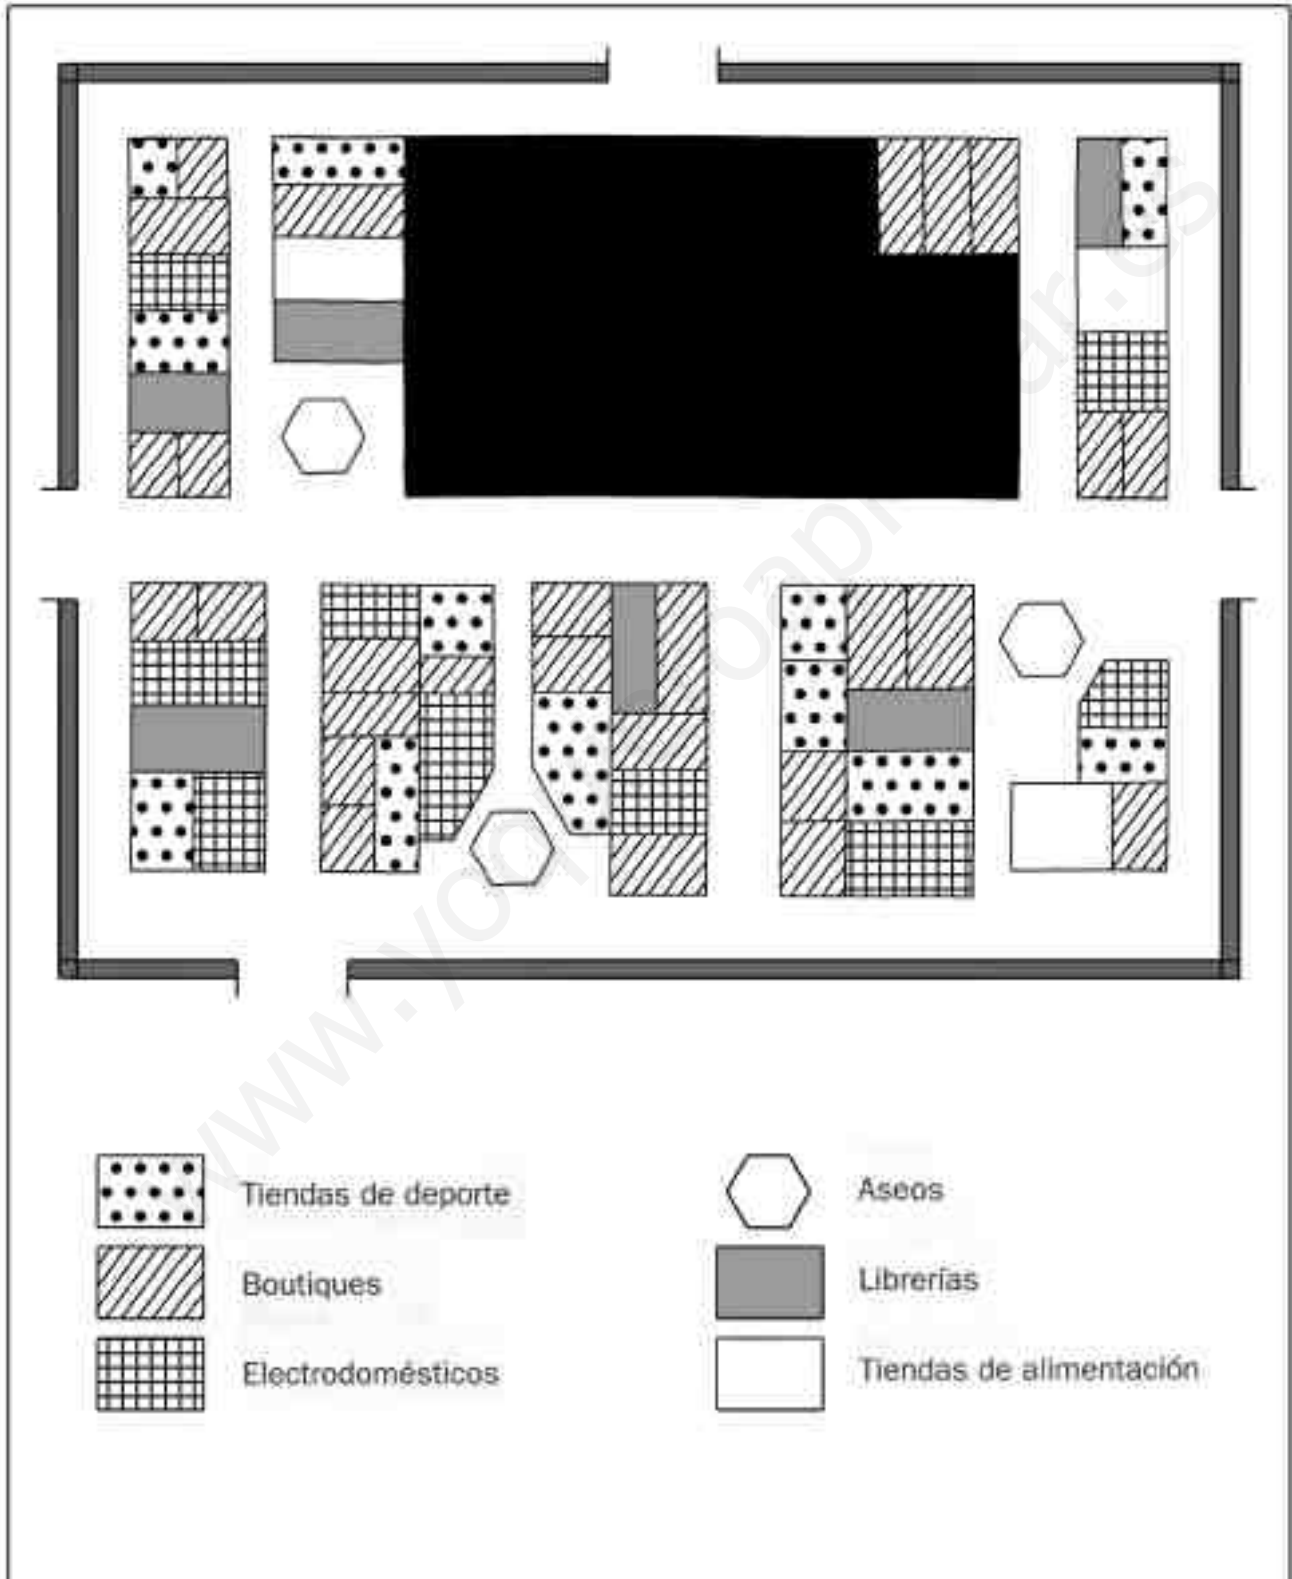 Tiendas de deporte
Boutiques
Electrodomésticos
Aseos
Librerías
Tiendas de alimentación